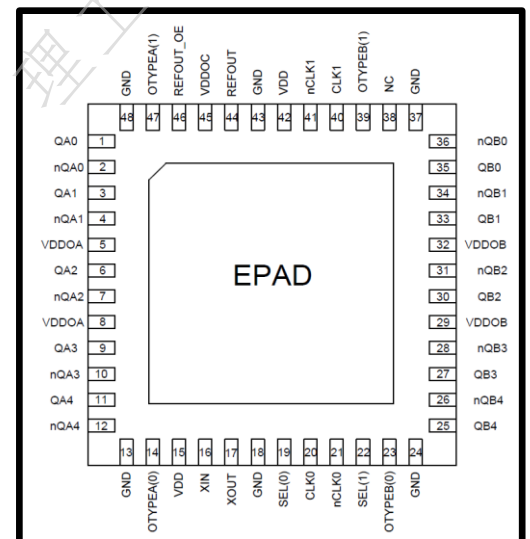 理工
GND OTYPEA(1) REFOUT_OE VDDOC REFOUT GND VDD nCLK1 CLK1 OTYPEB(1) NC GND
48 47 46 45 44 43 42 41 40 39 38 37
QA0 1 36 nQB0
nQA0 2 35 QB0
QA1 3 34 nQB1
nQA1 4 33 QB1
VDDOA 5 32 VDDOB
QA2 6 31 nQB2
EPAD
nQA2 7 30 QB2
VDDOA 8 29 VDDOB
QA3 9 28 nQB3
nQA3 10 27 QB3
QA4 11 26 nQB4
nQA4 12 25 QB4
13 14 15 16 17 18 19 20 21 22 23 24
GND OTYPEA(0) VDD XIN XOUT GND SEL(0) CLK0 nCLK0 SEL(1) OTYPEB(0) GND